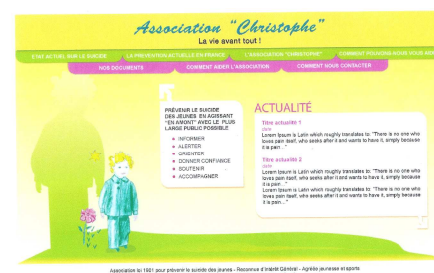 Association "Christophe"
La vie avant tout !
ETAT ACTUEL SUR LE SUICIDE LA PRÉVENTION ACTUELLE EN FRANCE L'ASSOCIATION "CHRISTOPHE" COMMENT POUVONS-NOUS VOUS AIDER
NOS DOCUMENTS COMMENT AIDER L'ASSOCIATION COMMENT NOUS CONTACTER
PRÉVENIR LE SUICIDE
DES JEUNES EN AGISSANT
"EN AMONT" AVEC LE PLUS
LARGE PUBLIC POSSIBLE
INFORMER
ALERTER
ORIENTER
DONNER CONFIANCE
SOUTENIR
ACCOMPAGNER
ACTUALITÉ
Titre actualité 1
date
Lorem Ipsum is Latin which roughly translates to: "There is no one who
loves pain itself, who seeks after it and wants to have it, simply because
it is pain..."
Titre actualité 2
date
Lorem Ipsum is Latin which roughly translates to: "There is no one who
loves pain itself, who seeks after it and wants to have it, simply because
it is pain..."
Lorem Ipsum is Latin which roughly translates to: "There is no one who
loves pain itself, who seeks after it and wants to have it, simply because
it is pain..."
Association loi 1901 pour prévenir le suicide des jeunes - Reconnue d'Intérêt Général - Agréée jeunesse et sports